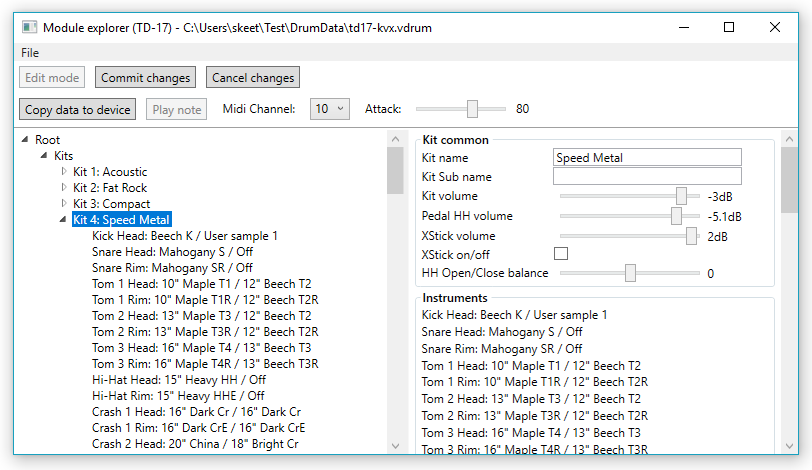 Module explorer (TD-17) - C:\Users\skeet\Test\DrumData\td17-kvx.vdrum
File
Edit mode Commit changes Cancel changes
Copy data to device Play note Midi Channel: 10 Attack: 80
Root
Kits
Kit 1: Acoustic
Kit 2: Fat Rock
Kit 3: Compact
Kit 4: Speed Metal
Kick Head: Beech K / User sample 1
Snare Head: Mahogany S / Off
Snare Rim: Mahogany SR / Off
Tom 1 Head: 10" Maple T1 / 12" Beech T2
Tom 1 Rim: 10" Maple T1R / 12" Beech T2R
Tom 2 Head: 13" Maple T3 / 12" Beech T2
Tom 2 Rim: 13" Maple T3R / 12" Beech T2R
Tom 3 Head: 16" Maple T4 / 13" Beech T3
Tom 3 Rim: 16" Maple T4R / 13" Beech T3R
Hi-Hat Head: 15" Heavy HH / Off
Hi-Hat Rim: 15" Heavy HHE / Off
Crash 1 Head: 16" Dark Cr / 16" Dark Cr
Crash 1 Rim: 16" Dark CrE / 16" Dark CrE
Crash 2 Head: 20" China / 18" Bright Cr
Kit common
Kit name Speed Metal
Kit Sub name
Kit volume -3dB
Pedal HH volume -5.1dB
XStick volume 2dB
XStick on/off
HH Open/Close balance 0
Instruments
Kick Head: Beech K / User sample 1
Snare Head: Mahogany S / Off
Snare Rim: Mahogany SR / Off
Tom 1 Head: 10" Maple T1 / 12" Beech T2
Tom 1 Rim: 10" Maple T1R / 12" Beech T2R
Tom 2 Head: 13" Maple T3 / 12" Beech T2
Tom 2 Rim: 13" Maple T3R / 12" Beech T2R
Tom 3 Head: 16" Maple T4 / 13" Beech T3
Tom 3 Rim: 16" Maple T4R / 13" Beech T3R